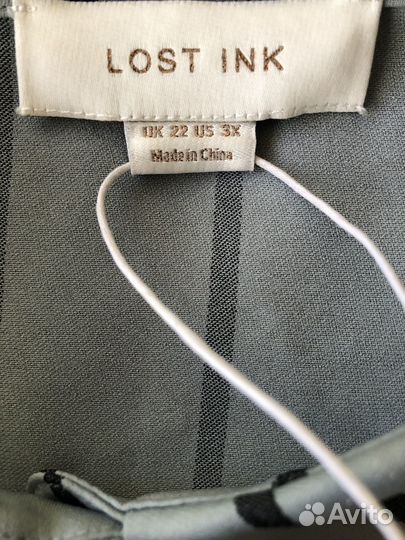 LOST INK
UK 22 US 3X
Made in China
Avito